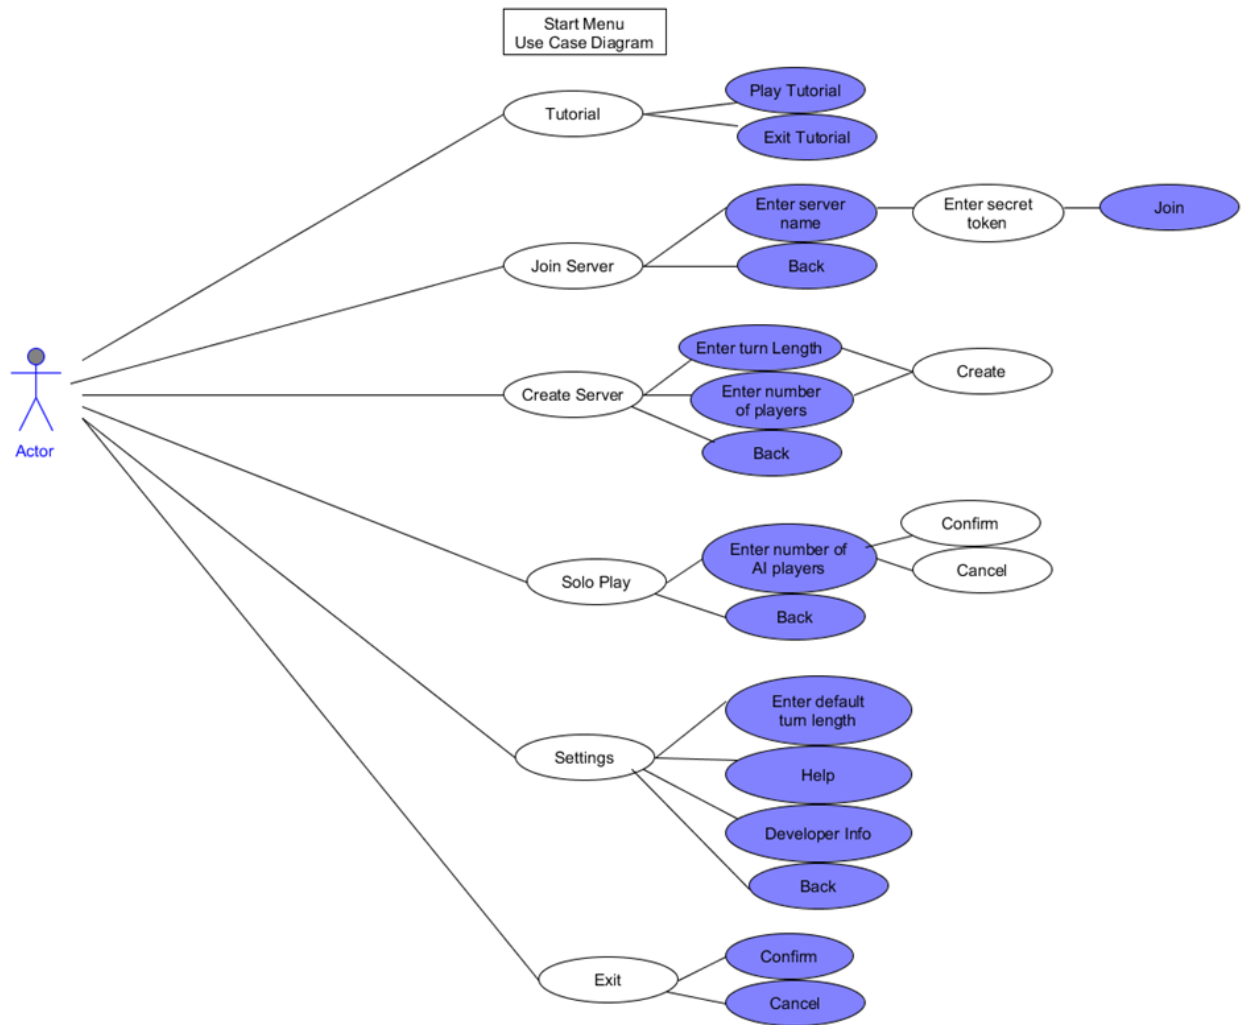 Start Menu
Use Case Diagram
Tutorial
Play Tutorial
Exit Tutorial
Join Server
Enter server
name
Enter secret
token
Join
Back
Actor
Create Server
Enter turn Length
Enter number
of players
Create
Back
Solo Play
Enter number of
AI players
Confirm
Cancel
Back
Settings
Enter default
turn length
Help
Developer Info
Back
Exit
Confirm
Cancel